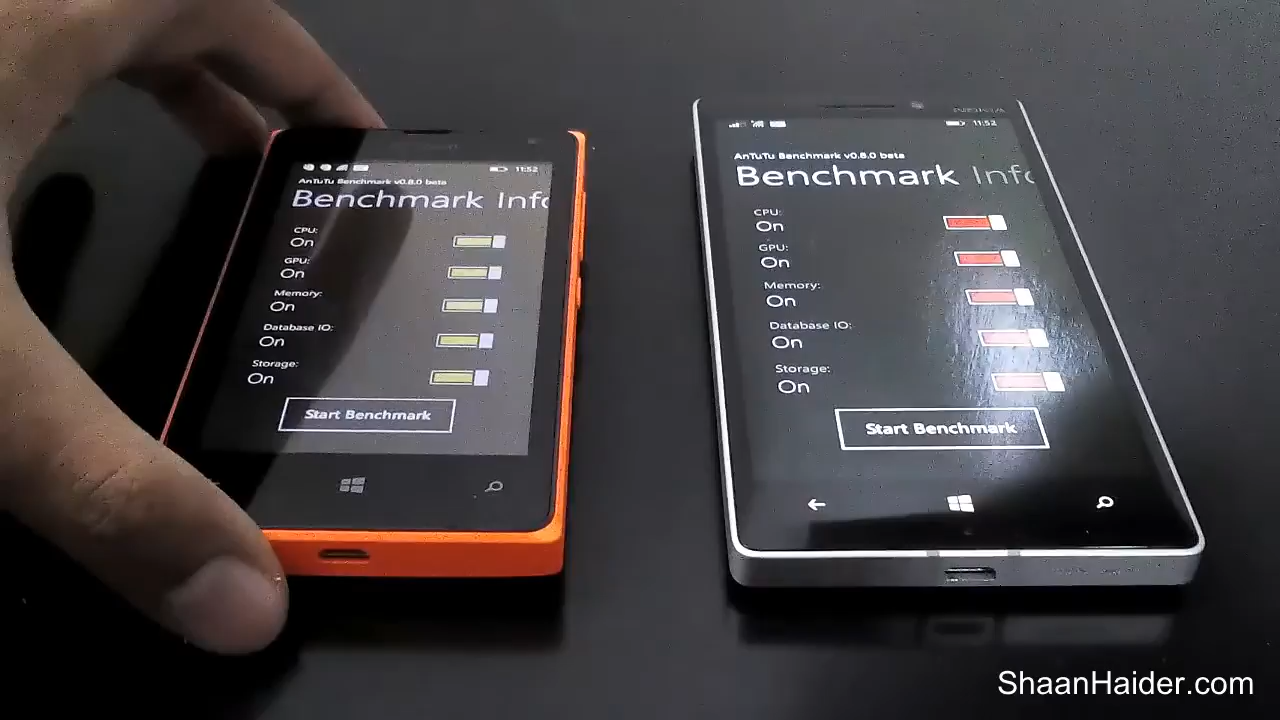 11:52
AnTuTu Benchmark v0.8.0 beta
Benchmark Info
CPU:
On
GPU:
On
Memory:
On
Database IO:
On
Storage:
On
Start Benchmark
NOKIA
11:52
AnTuTu Benchmark v0.8.0 beta
Benchmark Info
CPU:
On
GPU:
On
Memory:
On
Database IO:
On
Storage:
On
Start Benchmark
ShaanHaider.com